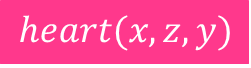 heart(x, z, y)